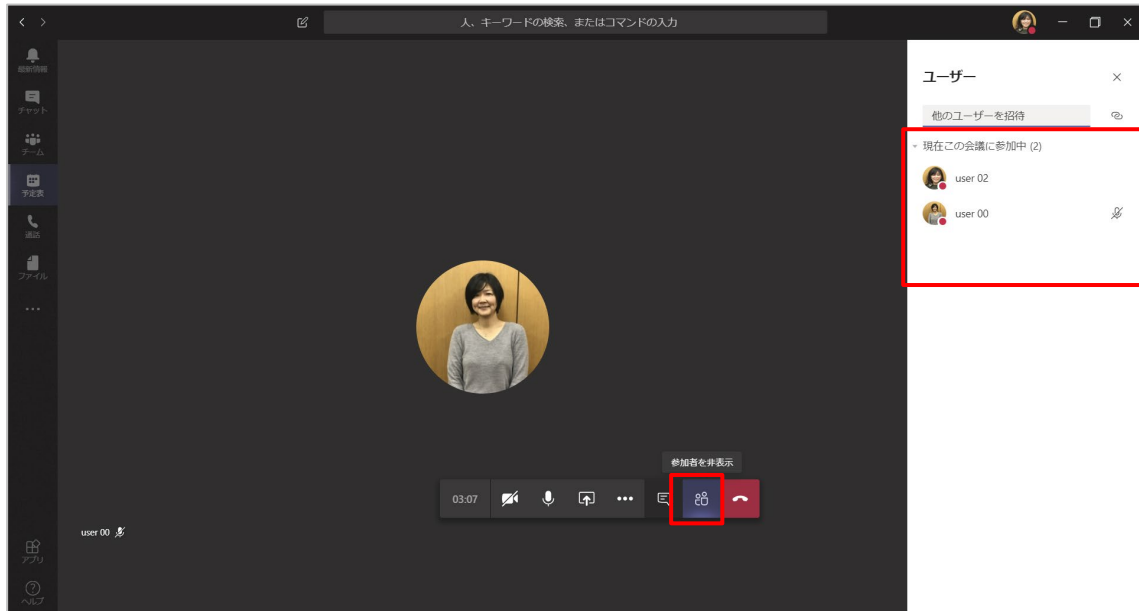 人、キーワードの検索、またはコマンドの入力
最新情報
チャット
チーム
予定表
通話
ファイル
アプリ
ヘルプ
user 00
参加者を非表示
03:07
ユーザー
他のユーザーを招待
現在この会議に参加中 (2)
user 02
user 00